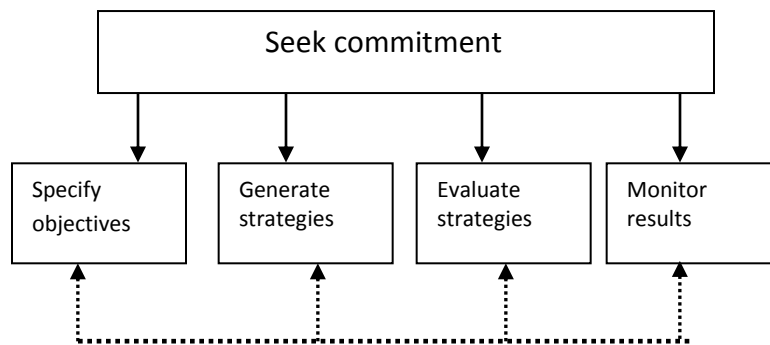 Seek commitment
Specify
objectives
Generate
strategies
Evaluate
strategies
Monitor
results